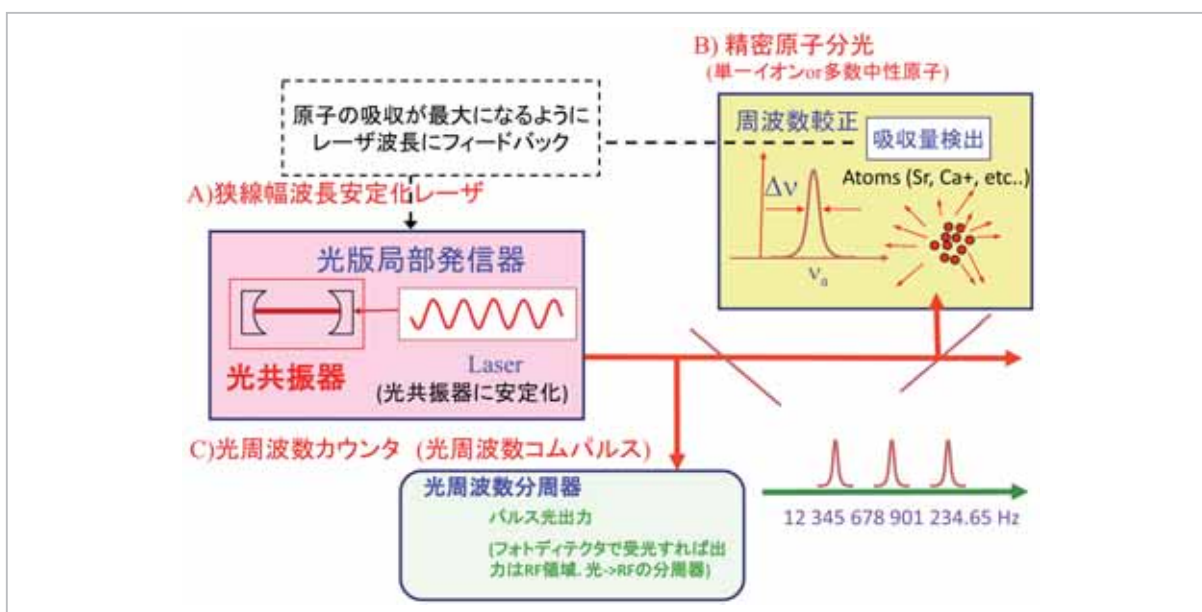 B) 精密原子分光
(単一イオンor多数中性原子)
原子の吸収が最大になるように
レーザ波長にフィードバック
周波数較正
吸収量検出
Δν
Atoms (Sr, Ca+, etc..)
νa
A)狭線幅波長安定化レーザ
光版局部発信器
光共振器
Laser
(光共振器に安定化)
C)光周波数カウンタ (光周波数コムパルス)
光周波数分周器
パルス光出力
(フォトディテクタで受光すれば出
力はRF領域. 光->RFの分周器)
12 345 678 901 234.65 Hz